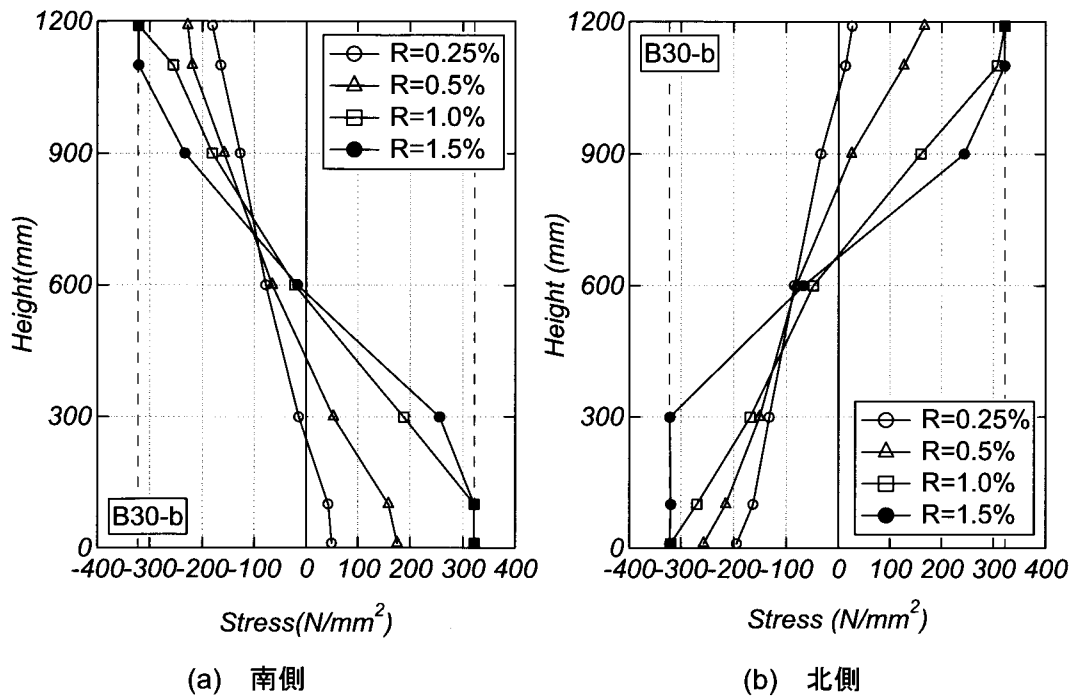 1200
900
600
300
0
Height(mm)
R=0.25%
R=0.5%
R=1.0%
R=1.5%
B30-b
-400-300-200-100 0 100 200 300 400
Stress(N/mm²)
(a) 南側
1200
900
600
300
0
Height (mm)
B30-b
R=0.25%
R=0.5%
R=1.0%
R=1.5%
-400-300-200-100 0 100 200 300 400
Stress (N/mm²)
(b) 北側